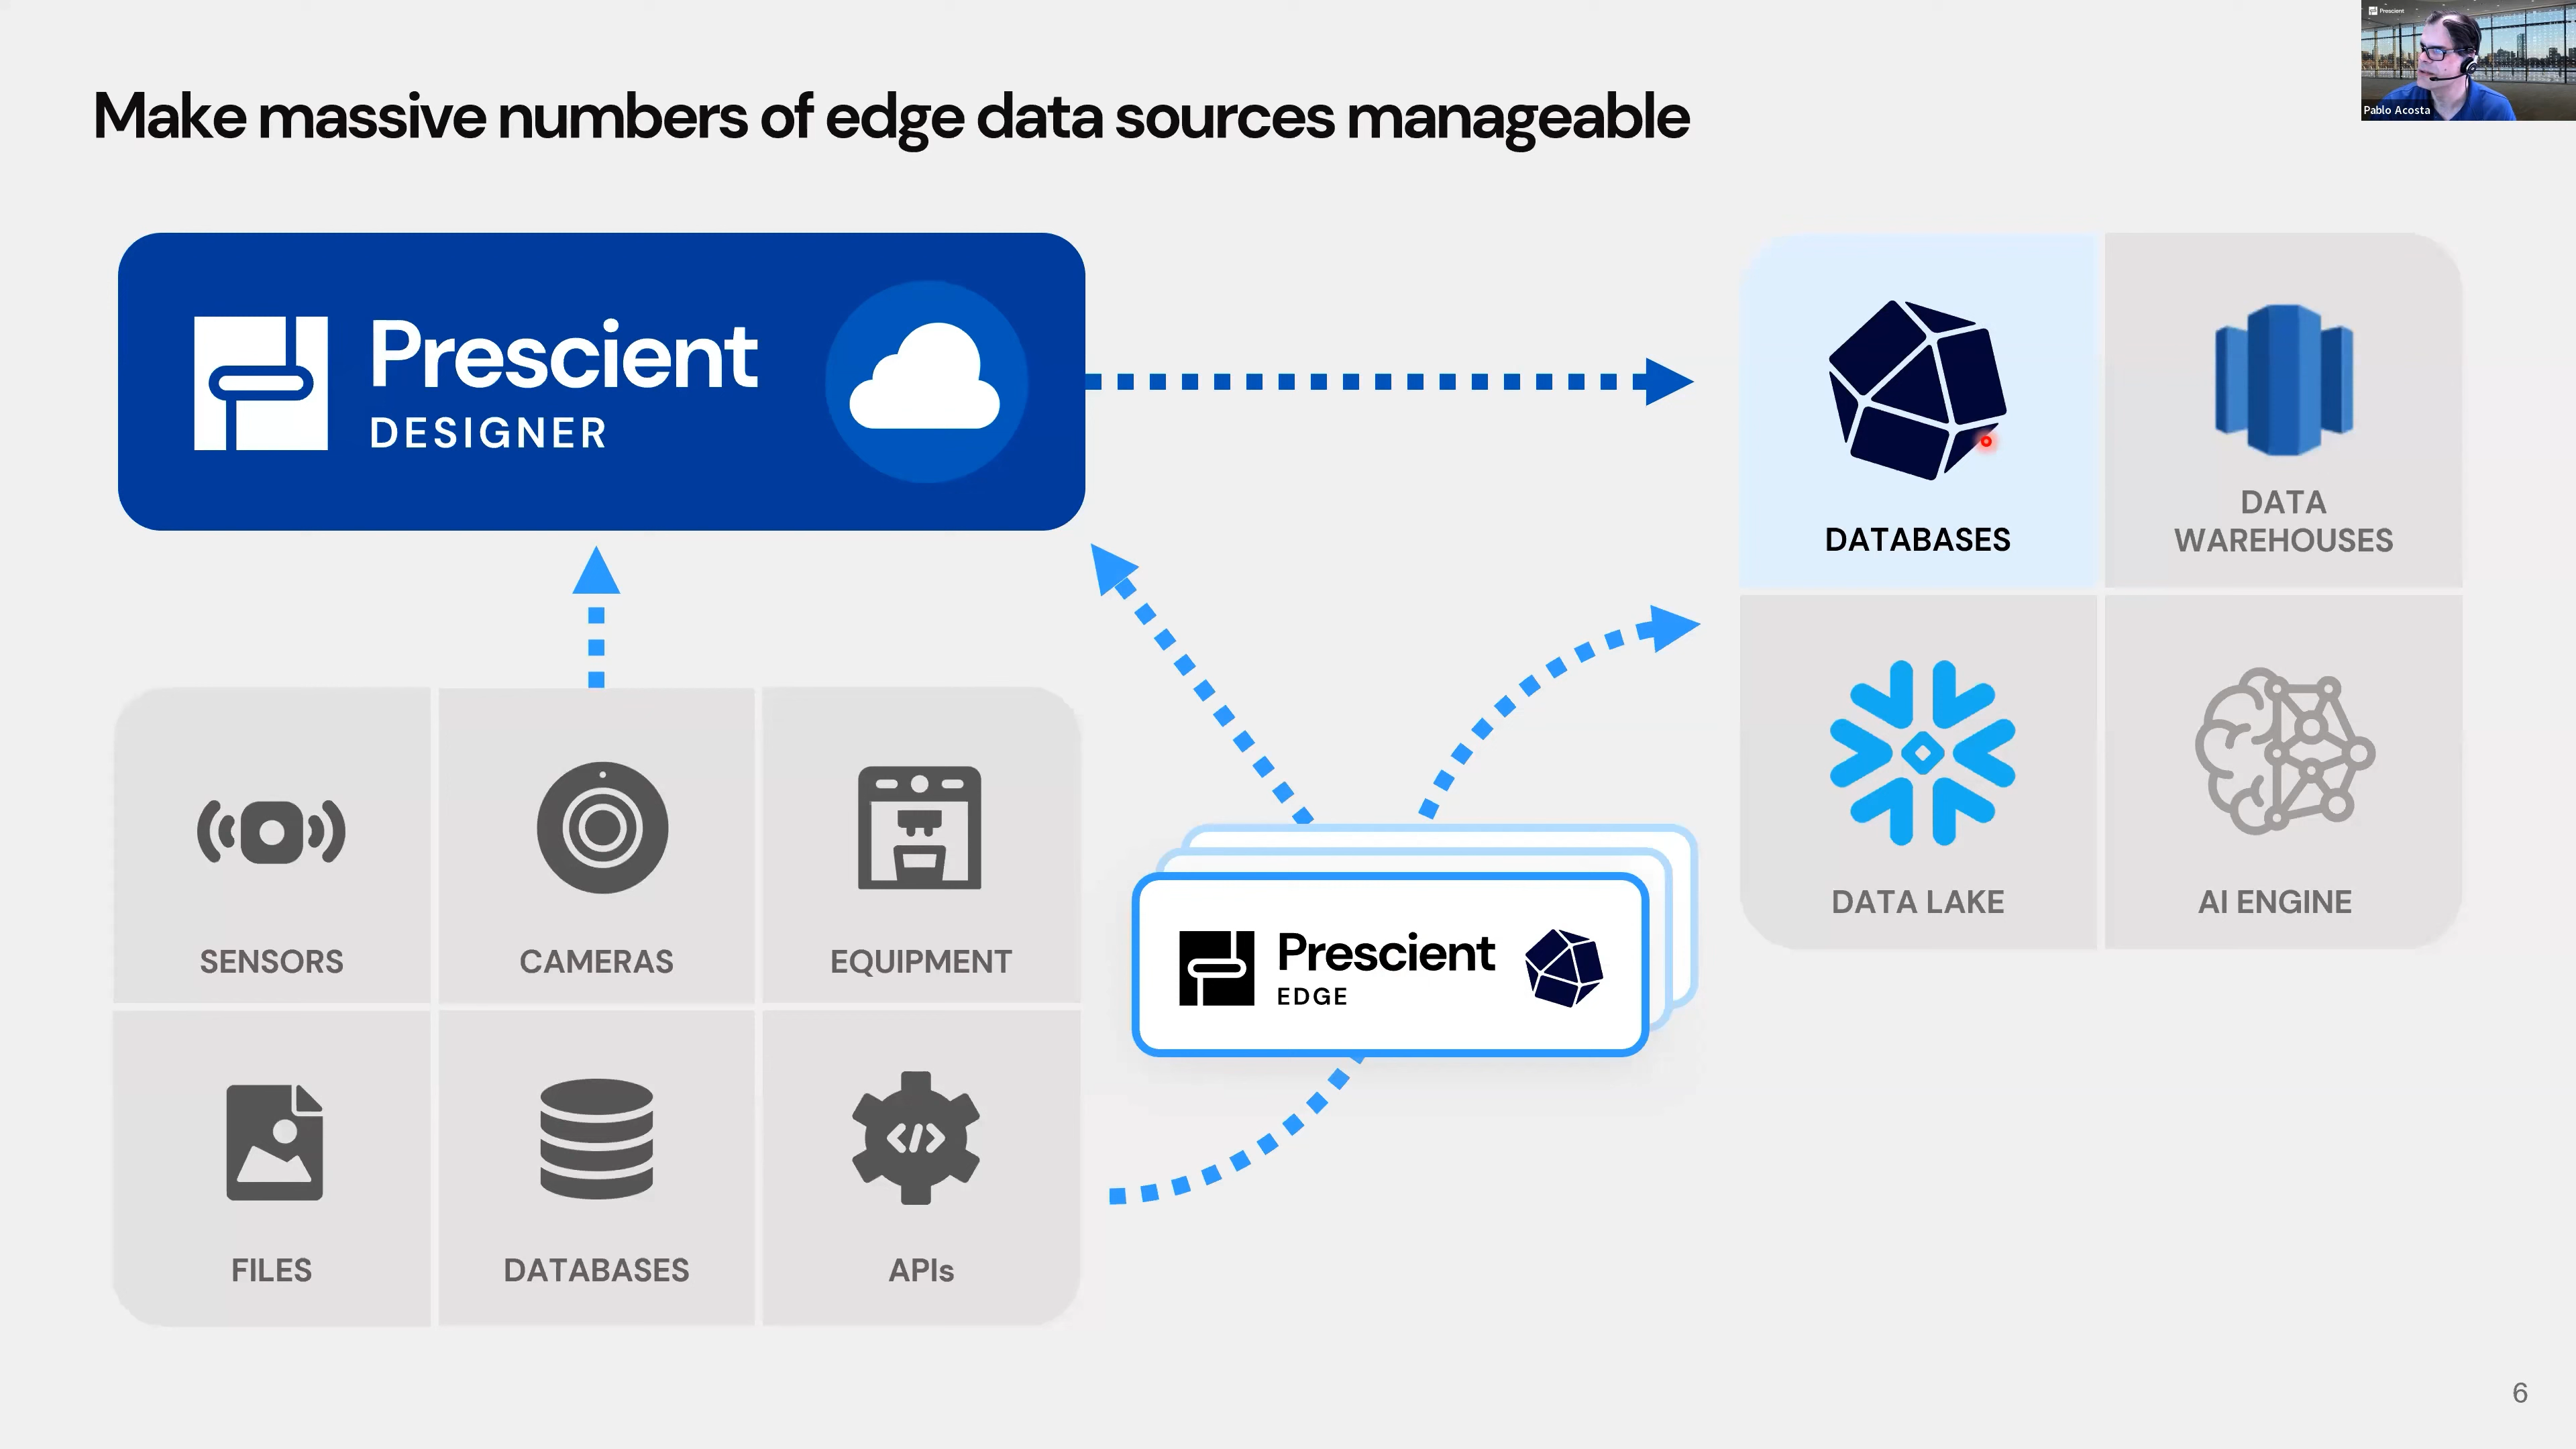 Prescient
Pablo Acosta
Make massive numbers of edge data sources manageable
Prescient
DESIGNER
DATABASES
DATA
WAREHOUSES
DATA LAKE
AI ENGINE
SENSORS
CAMERAS
EQUIPMENT
FILES
DATABASES
APIs
Prescient
EDGE
6